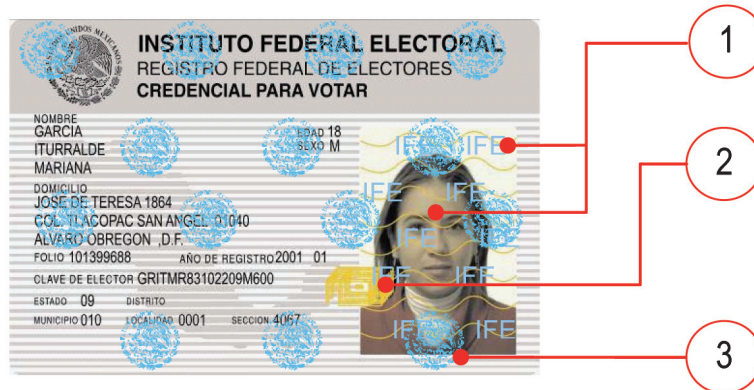 ESTADOS UNIDOS MEXICANOS
INSTITUTO FEDERAL ELECTORAL
REGISTRO FEDERAL DE ELECTORES
CREDENCIAL PARA VOTAR
NOMBRE
GARCIA
ITURRALDE
MARIANA
EDAD 18
SEXO M
DOMICILIO
JOSE DE TERESA 1864
COL TLACOPAC SAN ANGEL 01040
ALVARO OBREGON ,D.F.
FOLIO 101399688 AÑO DE REGISTRO 2001 01
CLAVE DE ELECTOR GRITMR83102209M600
ESTADO 09 DISTRITO
MUNICIPIO 010 LOCALIDAD 0001 SECCION 4067
IFE IFE
IFE IFE
IFE IFE
IFE IFE
IFE IFE
1
2
3